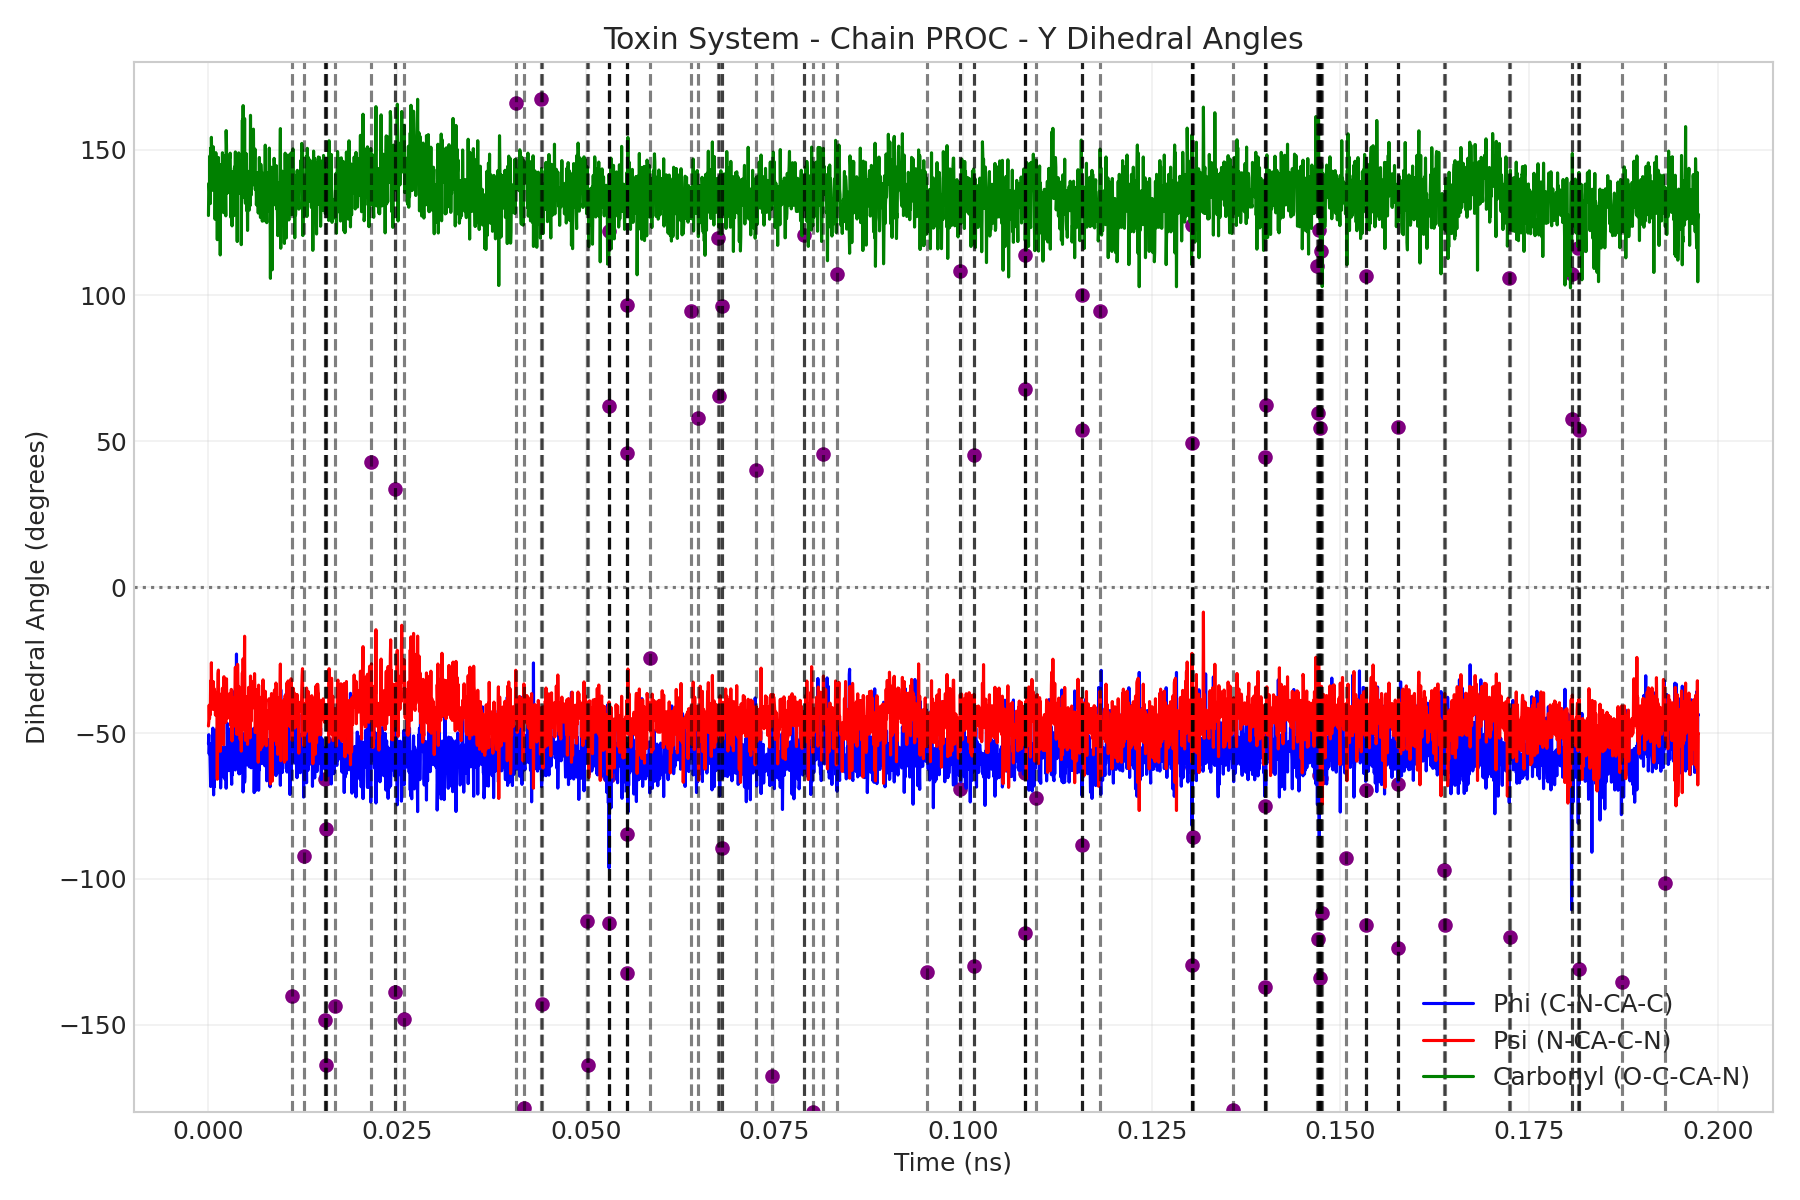 Toxin System - Chain PROC - Y Dihedral Angles
Dihedral Angle (degrees)
150
100
50
0
−50
−100
−150
Phi (C-N-CA-C)
Psi (N-CA-C-N)
Carbonyl (O-C-CA-N)
0.000 0.025 0.050 0.075 0.100 0.125 0.150 0.175 0.200
Time (ns)